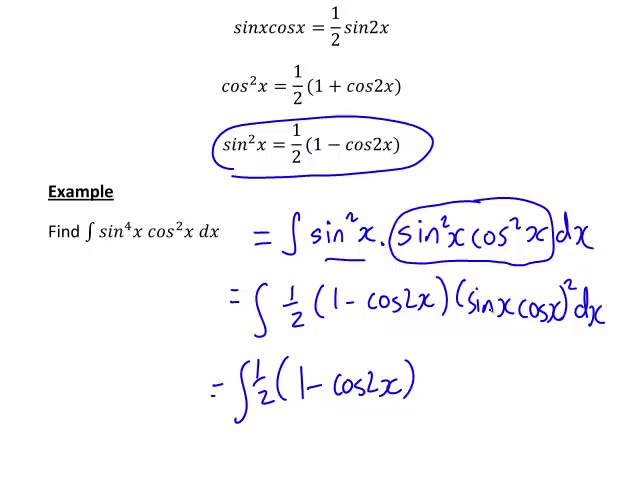 sinxcosx = 1/2 sin2x
cos²x = 1/2 (1 + cos2x)
sin²x = 1/2 (1 − cos2x)
Example
Find ∫ sin⁴x cos²x dx = ∫ sin²x . sin²x cos²x dx
= ∫ 1/2 (1 − cos2x) (sinx cosx)² dx
= ∫ 1/2 (1 − cos2x)